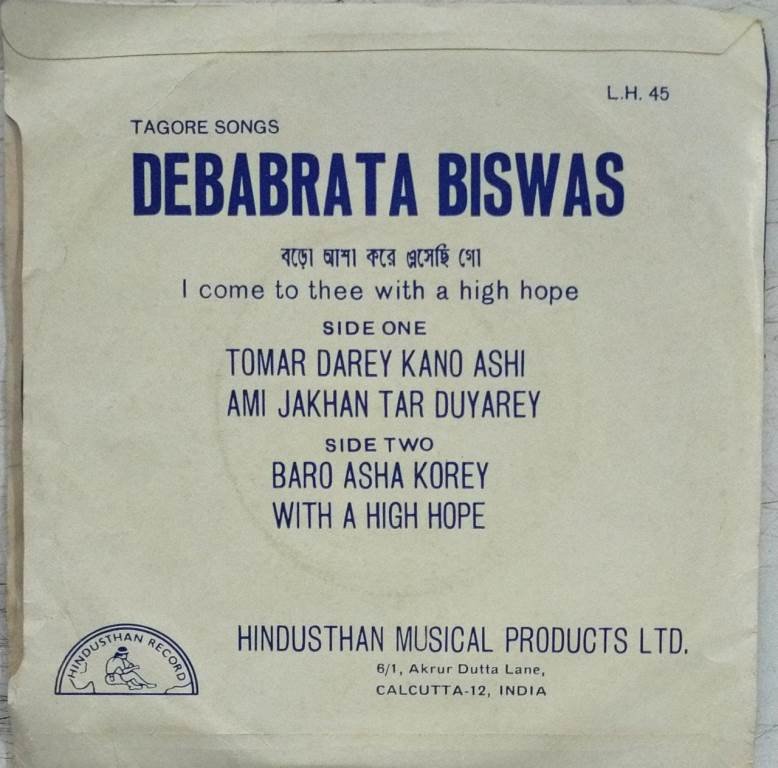 L.H. 45
TAGORE SONGS
DEBABRATA BISWAS
বড়ো আশা করে এসেছি গো
I come to thee with a high hope
SIDE ONE
TOMAR DAREY KANO ASHI
AMI JAKHAN TAR DUYAREY
SIDE TWO
BARO ASHA KOREY
WITH A HIGH HOPE
HINDUSTHAN RECORD
HINDUSTHAN MUSICAL PRODUCTS LTD.
6/1, Akrur Dutta Lane,
CALCUTTA-12, INDIA